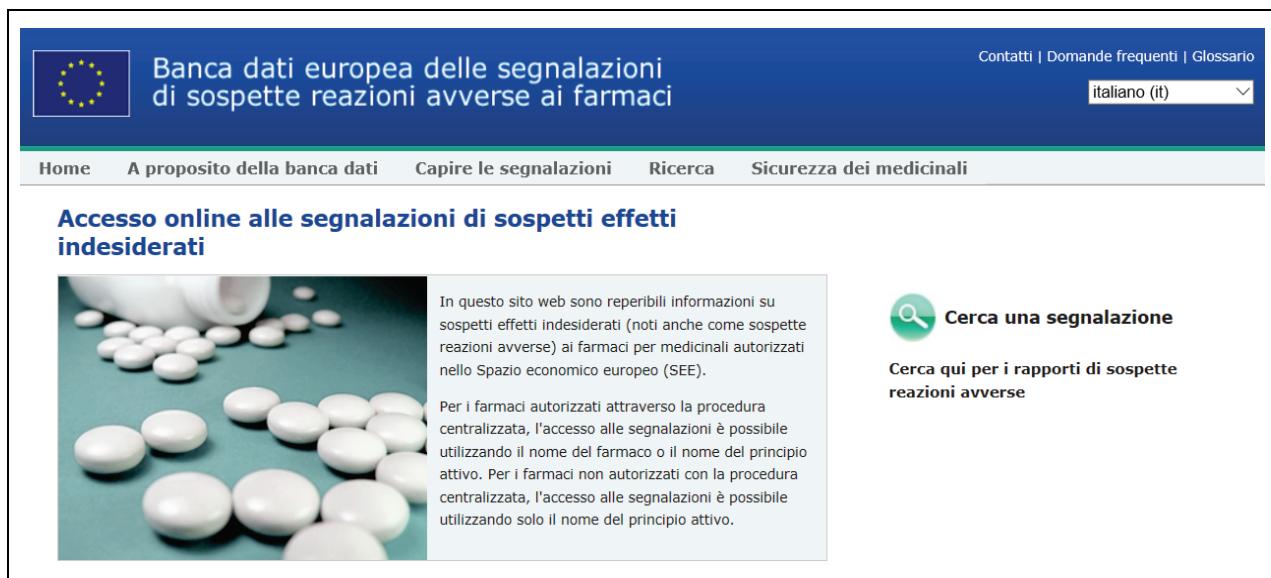 Banca dati europea delle segnalazioni
di sospette reazioni avverse ai farmaci
Contatti | Domande frequenti | Glossario
italiano (it)
Home A proposito della banca dati Capire le segnalazioni Ricerca Sicurezza dei medicinali
Accesso online alle segnalazioni di sospetti effetti
indesiderati
In questo sito web sono reperibili informazioni su
sospetti effetti indesiderati (noti anche come sospette
reazioni avverse) ai farmaci per medicinali autorizzati
nello Spazio economico europeo (SEE).
Per i farmaci autorizzati attraverso la procedura
centralizzata, l'accesso alle segnalazioni è possibile
utilizzando il nome del farmaco o il nome del principio
attivo. Per i farmaci non autorizzati con la procedura
centralizzata, l'accesso alle segnalazioni è possibile
utilizzando solo il nome del principio attivo.
Cerca una segnalazione
Cerca qui per i rapporti di sospette
reazioni avverse